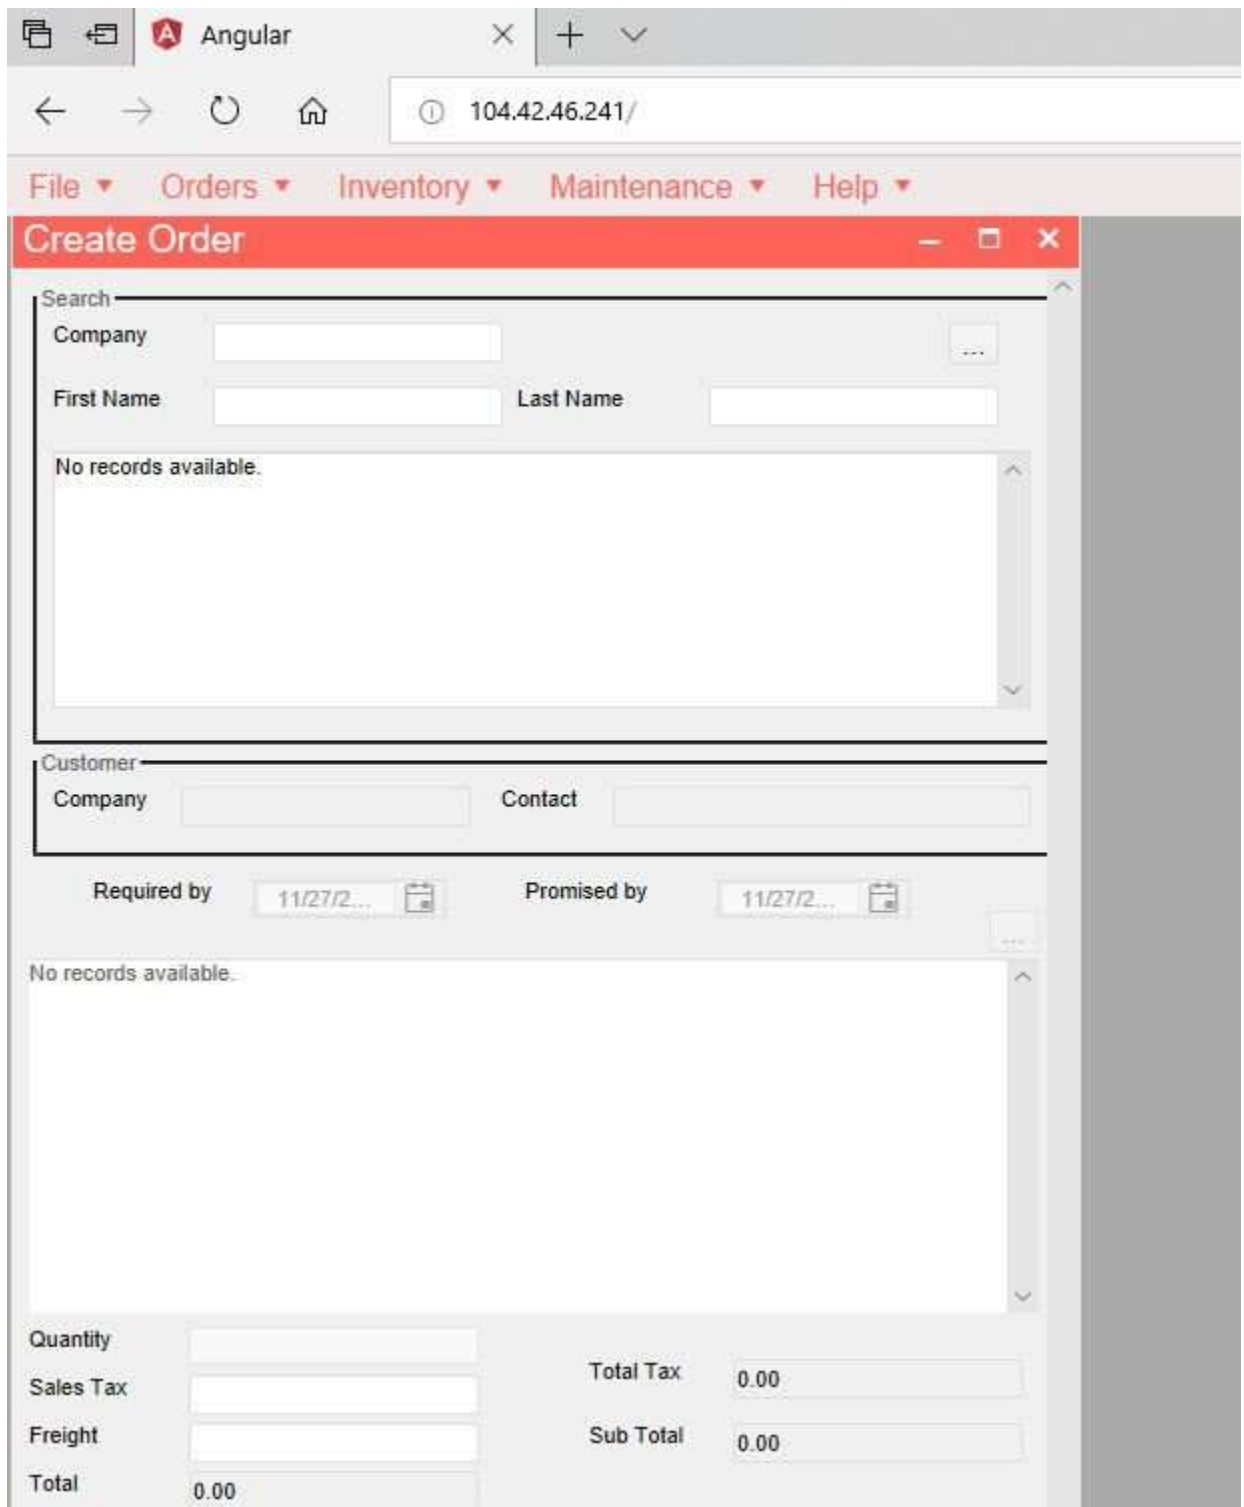 Angular
104.42.46.241/
File Orders Inventory Maintenance Help
Create Order
Search
Company
...
First Name Last Name
No records available.
Customer
Company Contact
Required by 11/27/2... Promised by 11/27/2...
...
No records available.
Quantity
Total Tax 0.00
Sales Tax
Freight Sub Total 0.00
Total 0.00